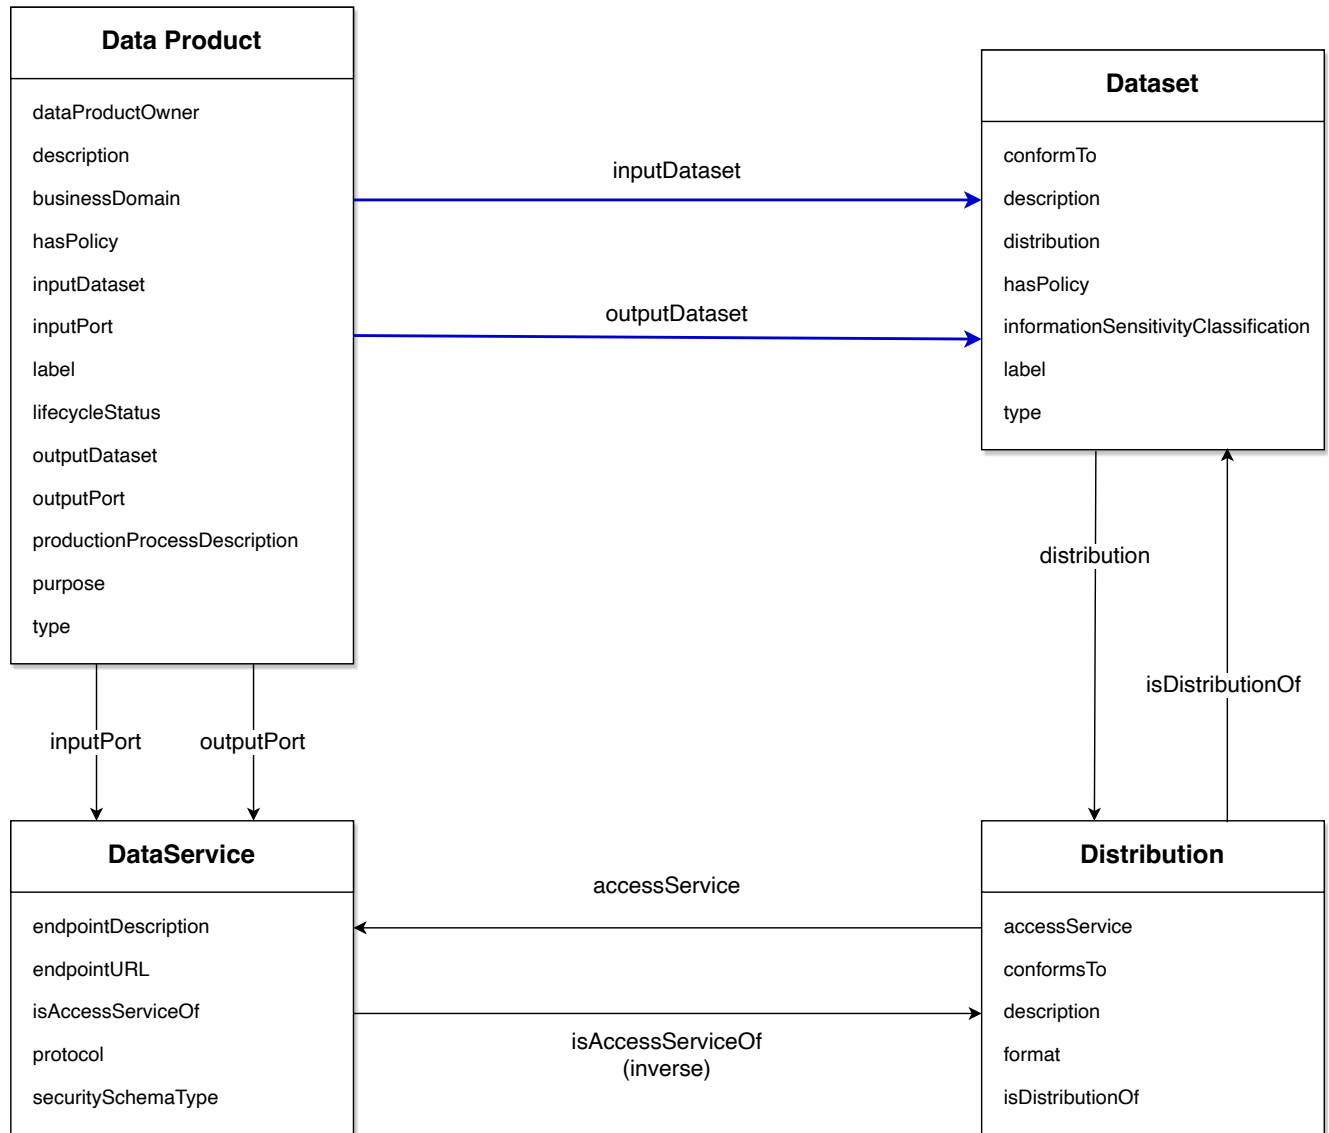 Data Product
dataProductOwner
description
businessDomain
hasPolicy
inputDataset
inputPort
label
lifecycleStatus
outputDataset
outputPort
productionProcessDescription
purpose
type
inputDataset
outputDataset
Dataset
conformTo
description
distribution
hasPolicy
informationSensitivityClassification
label
type
distribution
isDistributionOf
inputPort
outputPort
DataService
endpointDescription
endpointURL
isAccessServiceOf
protocol
securitySchemaType
accessService
isAccessServiceOf
(inverse)
Distribution
accessService
conformsTo
description
format
isDistributionOf